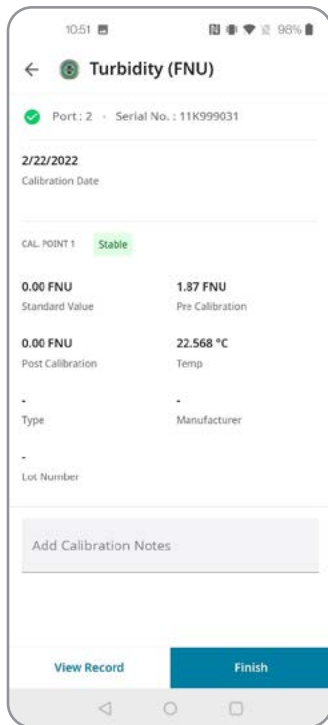 10:51 98%
Turbidity (FNU)
Port : 2 - Serial No. : 11K999031
2/22/2022
Calibration Date
CAL. POINT 1 Stable
0.00 FNU 1.87 FNU
Standard Value Pre Calibration
0.00 FNU 22.568 °C
Post Calibration Temp
- -
Type Manufacturer
-
Lot Number
Add Calibration Notes
View Record Finish